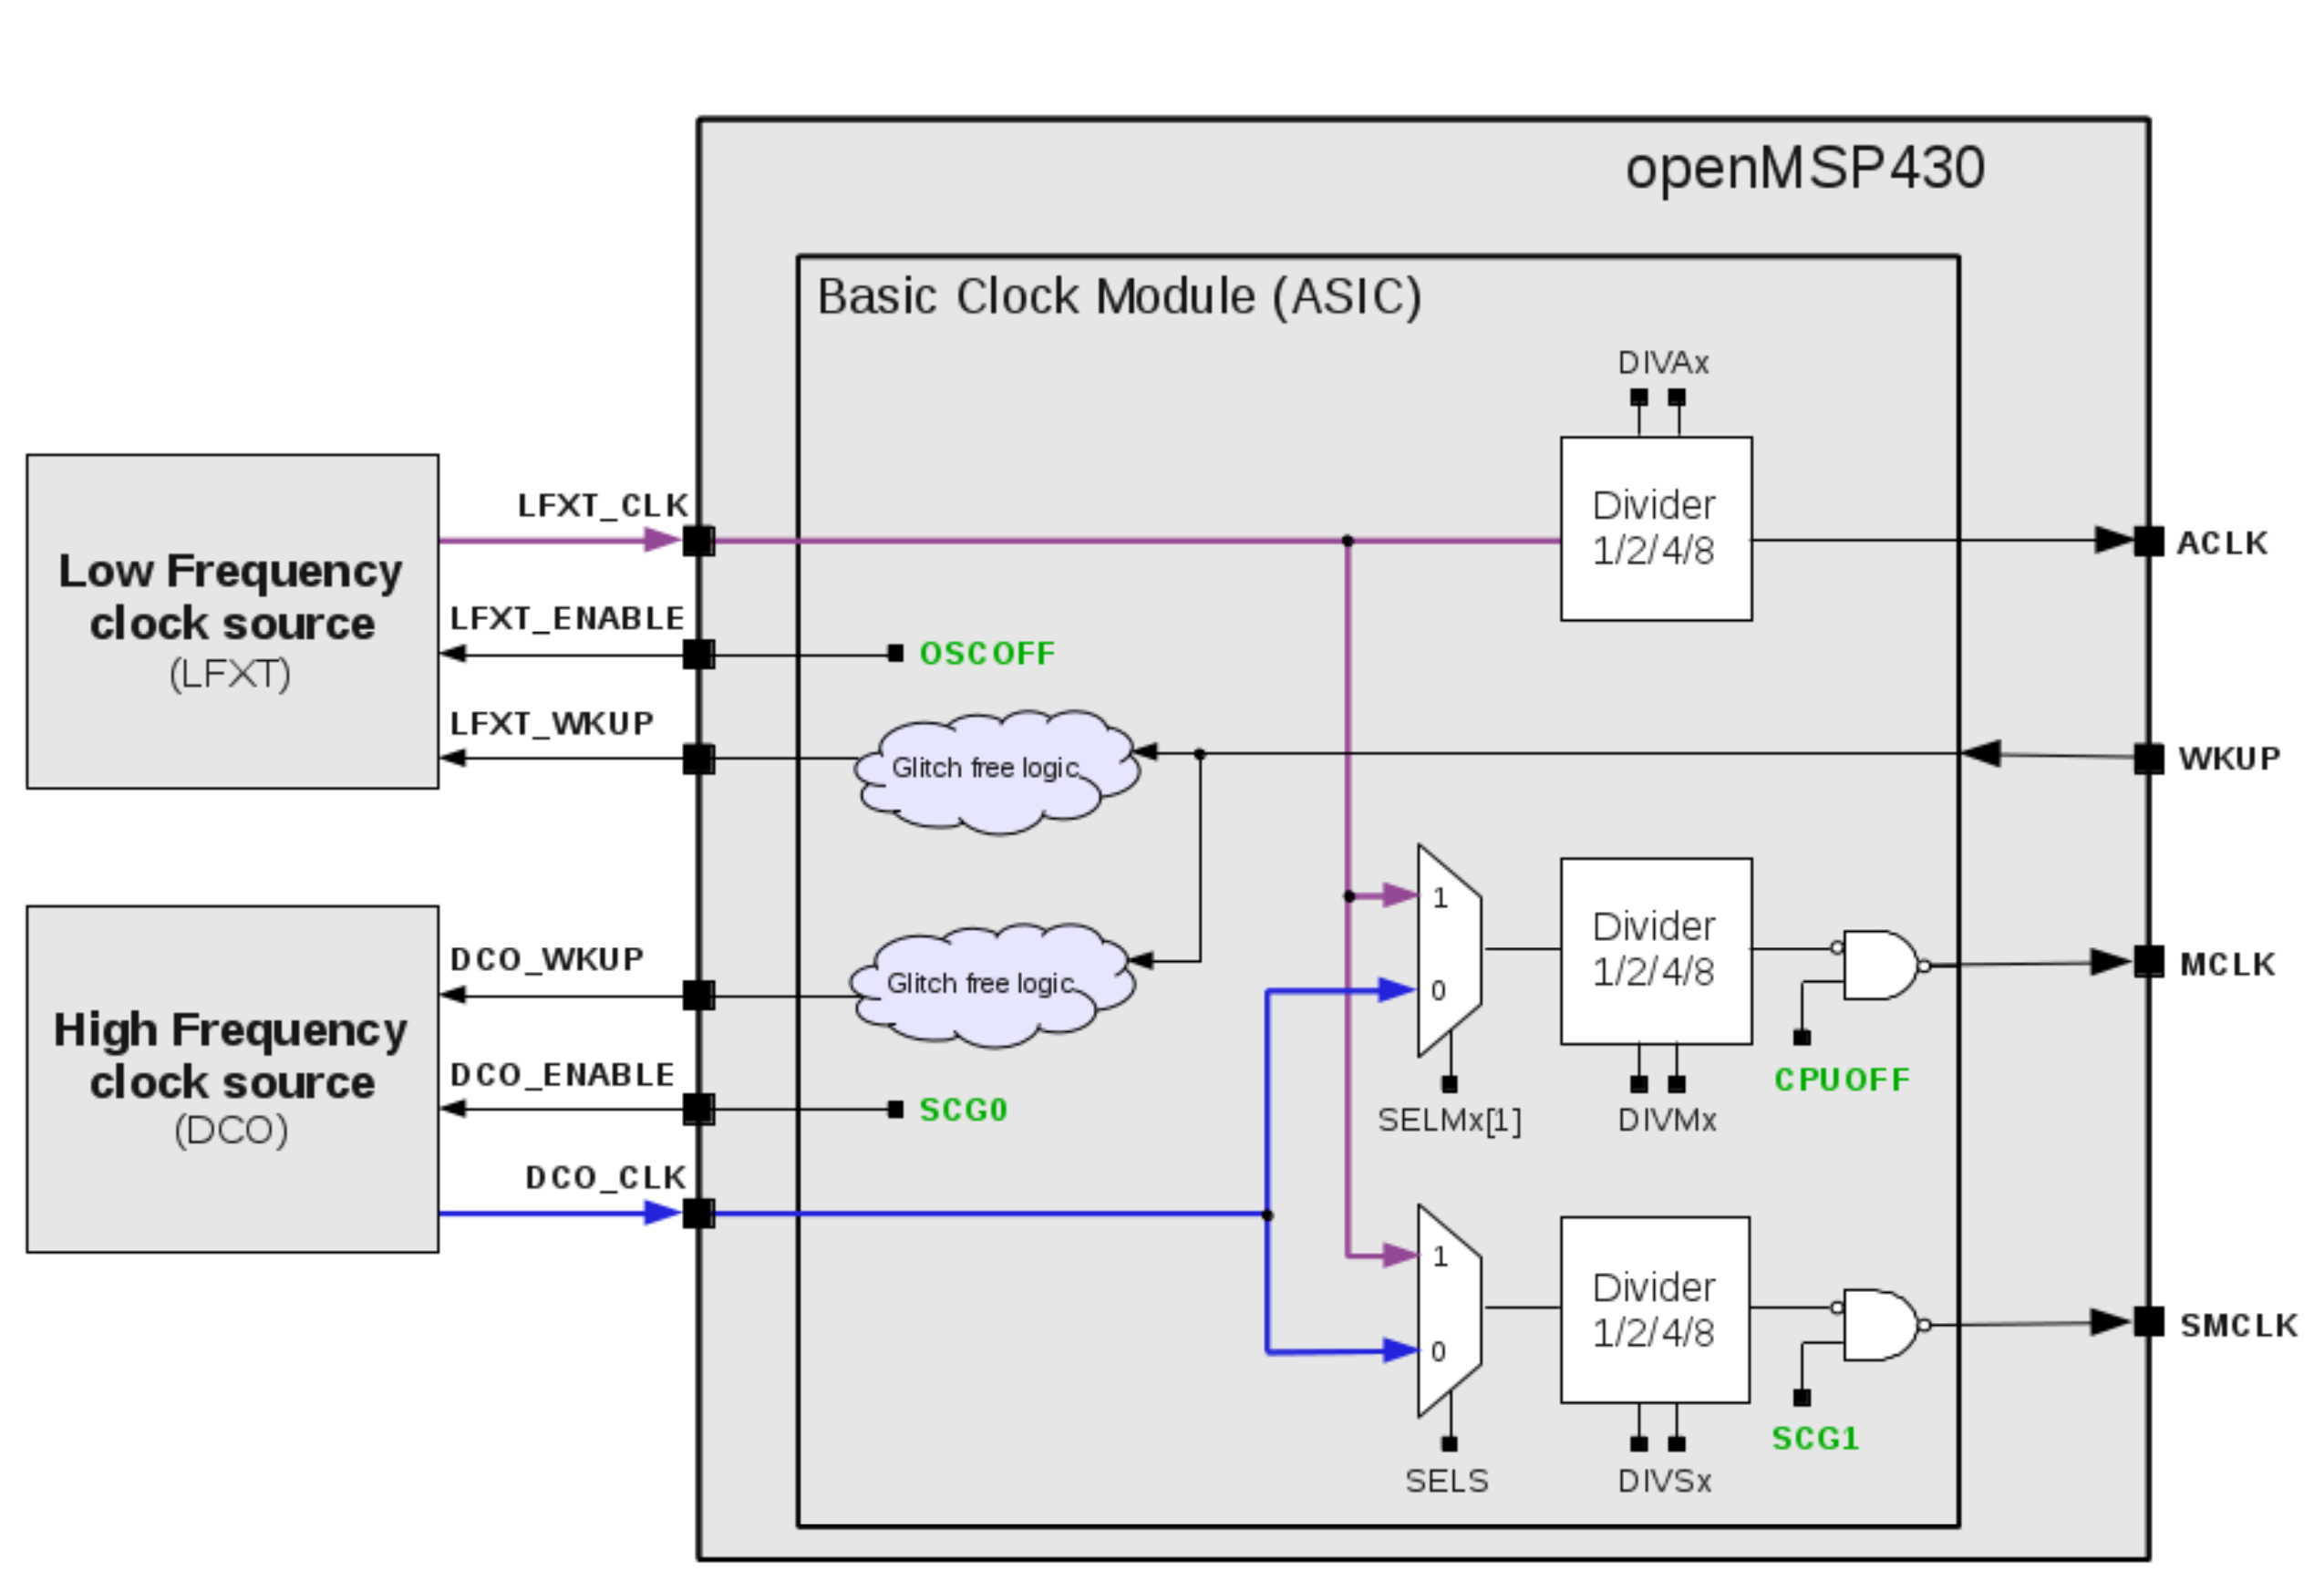 openMSP430
Basic Clock Module (ASIC)
DIVAx
Divider
1/2/4/8
LFXT_CLK
ACLK
Low Frequency
clock source
(LFXT)
LFXT_ENABLE
OSCOFF
LFXT_WKUP
Glitch free logic
WKUP
1
0
Divider
1/2/4/8
MCLK
SELMx[1]
DIVMx
CPUOFF
High Frequency
clock source
(DCO)
DCO_WKUP
Glitch free logic
DCO_ENABLE
SCG0
DCO_CLK
1
0
Divider
1/2/4/8
SMCLK
SELS
DIVSx
SCG1